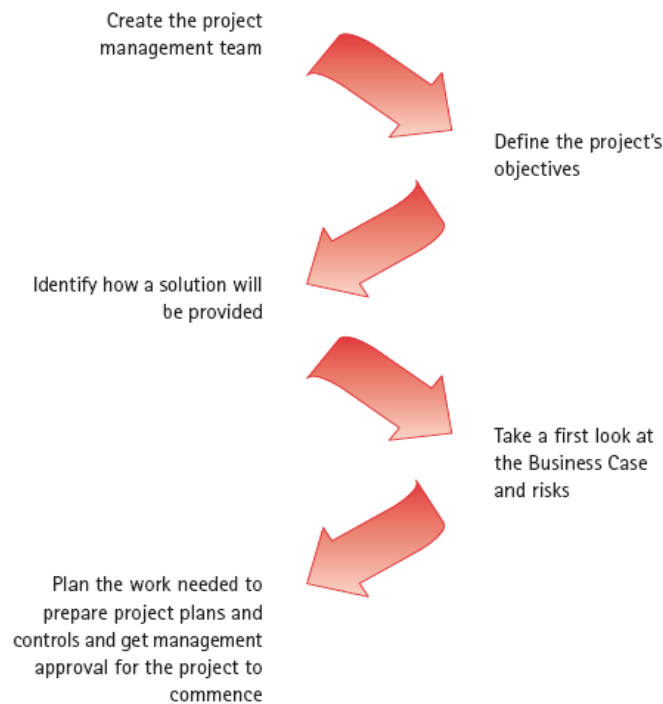 Create the project
management team
Define the project's
objectives
Identify how a solution will
be provided
Take a first look at
the Business Case
and risks
Plan the work needed to
prepare project plans and
controls and get management
approval for the project to
commence